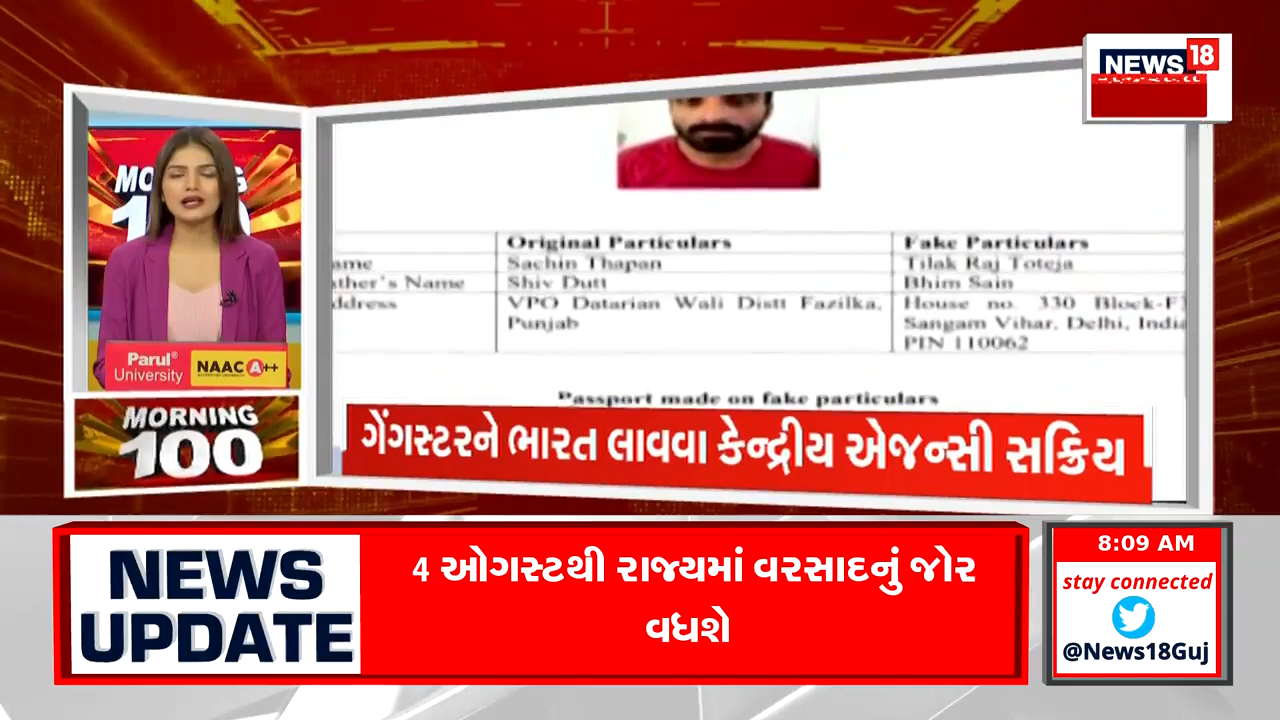 NEWS 18
MO
Original Particulars
Fake Particulars
ame
Sachin Thapan
Tilak Raj Toteja
ther's Name
Shiv Dutt
Bhim Sain
ddress
VPO Datarian Wali Distt Fazilka,
Punjab
House no. 330 Block-F
Sangam Vihar, Delhi, India
PIN 110062
Passport made on fake particulars
Parul®
University
NAAC A++
MORNING
100
ગેંગસ્ટરને ભારત લાવવા કેન્દ્રીય એજન્સી સક્રિય
NEWS
UPDATE
4 ઓગસ્ટથી રાજ્યમાં વરસાદનું જોર
વધશે
8:09 AM
stay connected
@News18Guj